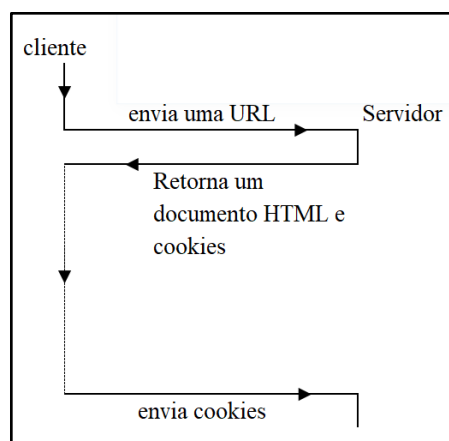 cliente
envia uma URL
Servidor
Retorna um
documento HTML e
cookies
envia cookies